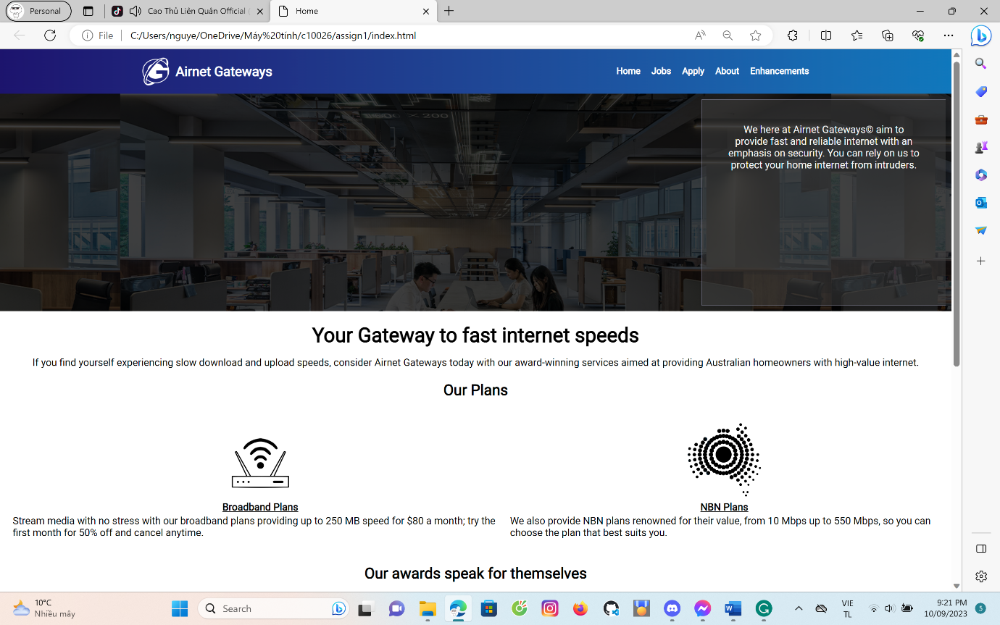 Personal
Cao Thủ Liên Quân Official (
Home
File
C:/Users/nguye/OneDrive/Máy%20tính/c10026/assign1/index.html
Airnet Gateways
Home Jobs Apply About Enhancements
We here at Airnet Gateways© aim to
provide fast and reliable internet with an
emphasis on security. You can rely on us to
protect your home internet from intruders.
Your Gateway to fast internet speeds
If you find yourself experiencing slow download and upload speeds, consider Airnet Gateways today with our award-winning services aimed at providing Australian homeowners with high-value internet.
Our Plans
Broadband Plans
Stream media with no stress with our broadband plans providing up to 250 MB speed for $80 a month; try the
first month for 50% off and cancel anytime.
NBN Plans
We also provide NBN plans renowned for their value, from 10 Mbps up to 550 Mbps, so you can
choose the plan that best suits you.
Our awards speak for themselves
10°C
Nhiều mây
Search
VIE
TL
9:21 PM
10/09/2023
5